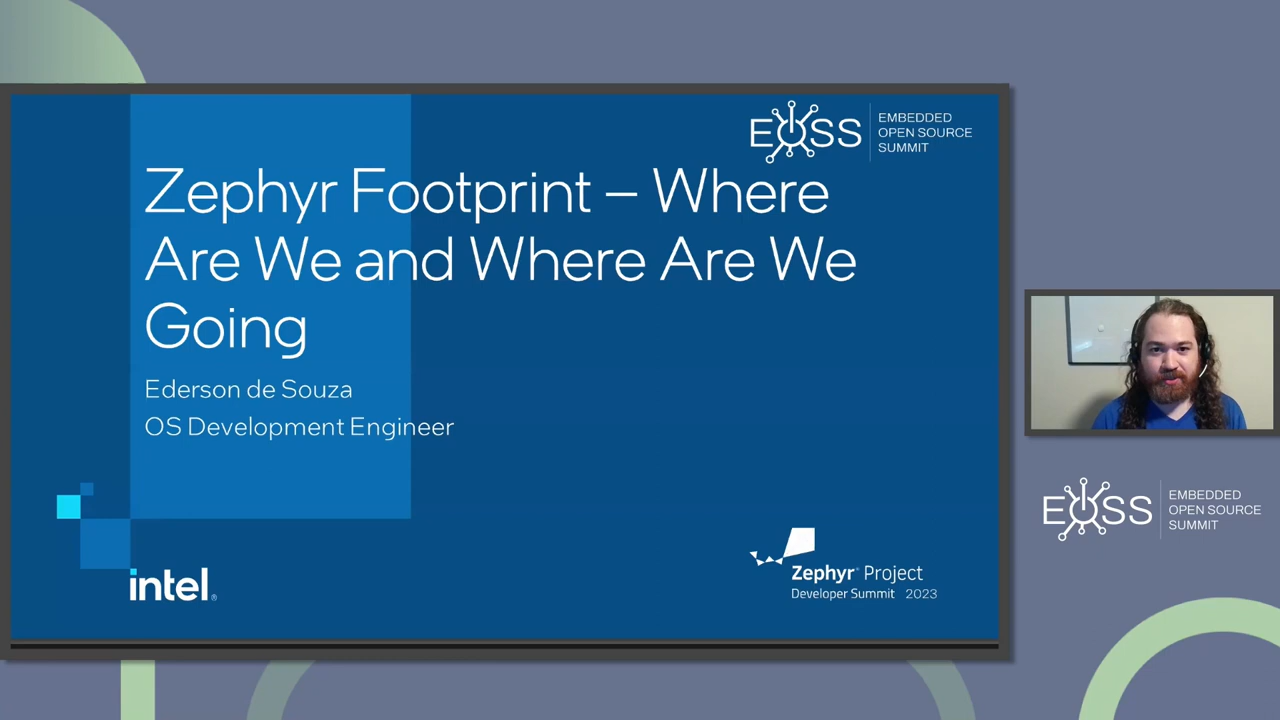 EOSS
EMBEDDED
OPEN SOURCE
SUMMIT
Zephyr Footprint – Where
Are We and Where Are We
Going
Ederson de Souza
OS Development Engineer
intel®
Zephyr® Project
Developer Summit 2023
EOSS
EMBEDDED
OPEN SOURCE
SUMMIT